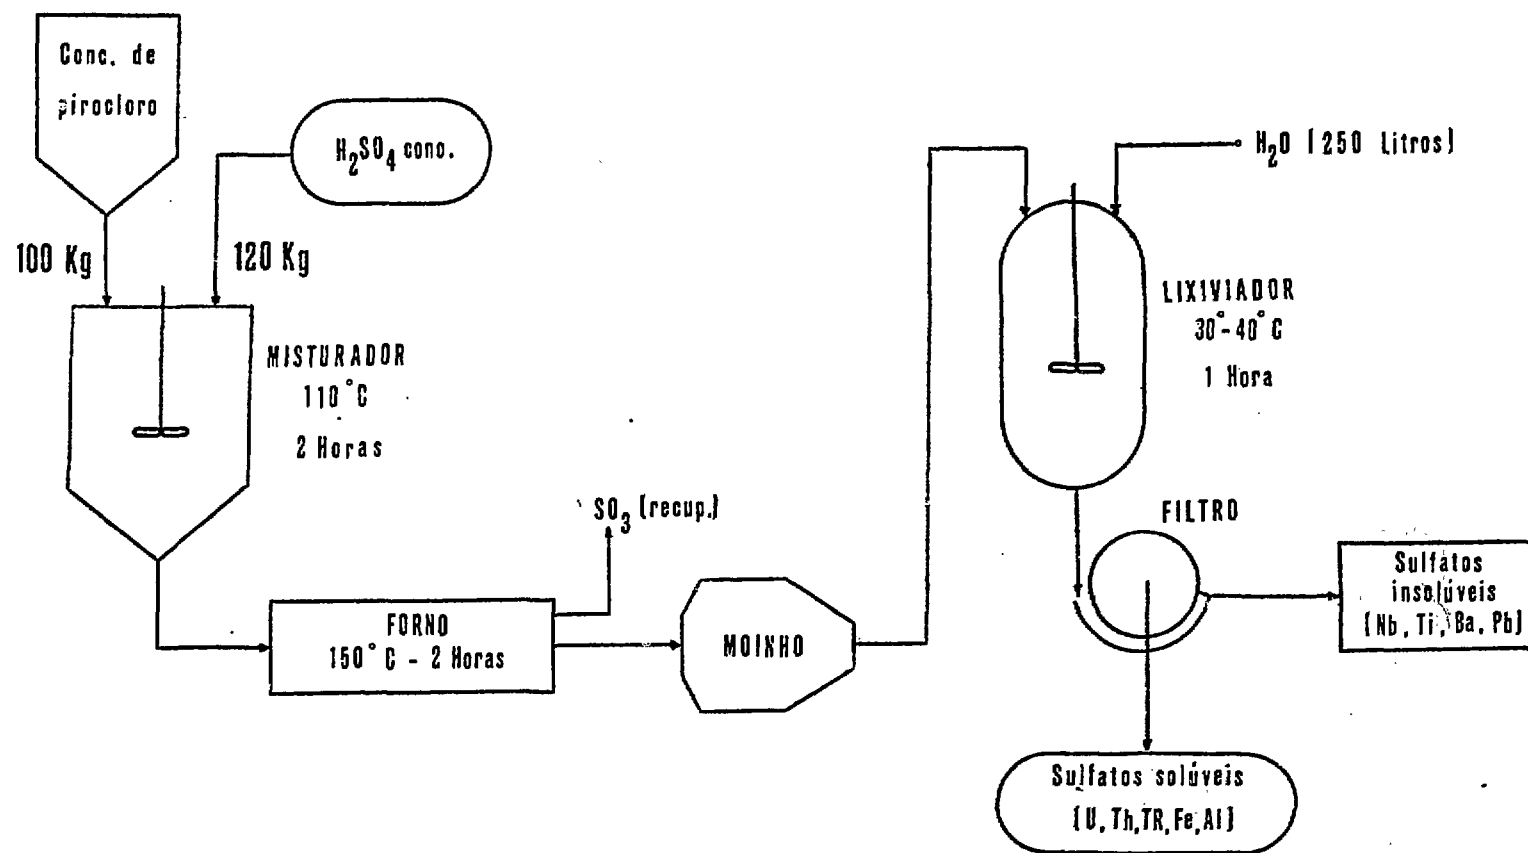 Conc. de
pirocloro
H2SO4 conc.
100 Kg
120 Kg
MISTURADOR
110°C
2 Horas
SO3 (recup.)
FORNO
150°C - 2 Horas
MOINHO
H2O (250 Litros)
LIXIVIADOR
30°-40°C
1 Hora
FILTRO
Sulfatos
insolúveis
(Nb, Ti, Ba, Pb)
Sulfatos solúveis
(U, Th, TR, Fe, Al)